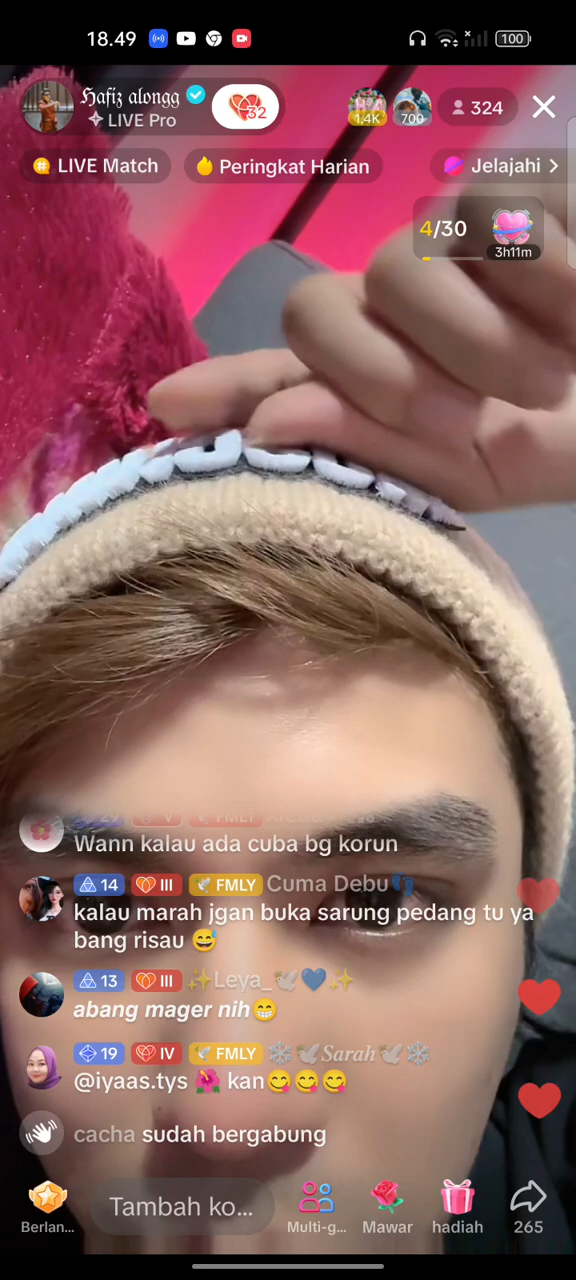 18.49
100
Hafiz alongg
LIVE Pro
32
1.4K
700
324
LIVE Match
Peringkat Harian
Jelajahi >
4/30
3h11m
Wann kalau ada cuba bg korun
14 III FMLY Cuma Debu👣
kalau marah jgan buka sarung pedang tu ya
bang risau 😅
13 III ✨Leya_🕊️💙✨
abang mager nih😁
19 IV FMLY ❄️🕊️Sarah🕊️❄️
@iyaas.tys 🌺 kan😋😋😋
cacha sudah bergabung
Tambah ko...
Berlan...
Multi-g...
Mawar
hadiah
265